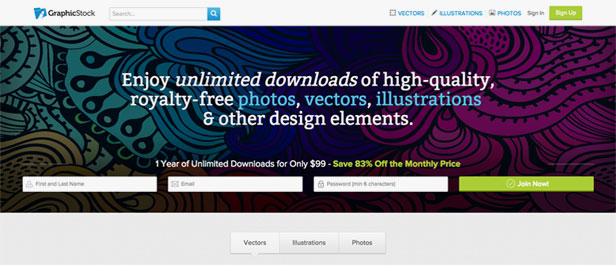 GraphicStock
Search...
VECTORS
ILLUSTRATIONS
PHOTOS
Sign In
Sign Up
Enjoy unlimited downloads of high-quality,
royalty-free photos, vectors, illustrations
& other design elements.
1 Year of Unlimited Downloads for Only $99 - Save 83% Off the Monthly Price
First and Last Name
Email
Password (min 6 characters)
Join Now!
Vectors
Illustrations
Photos